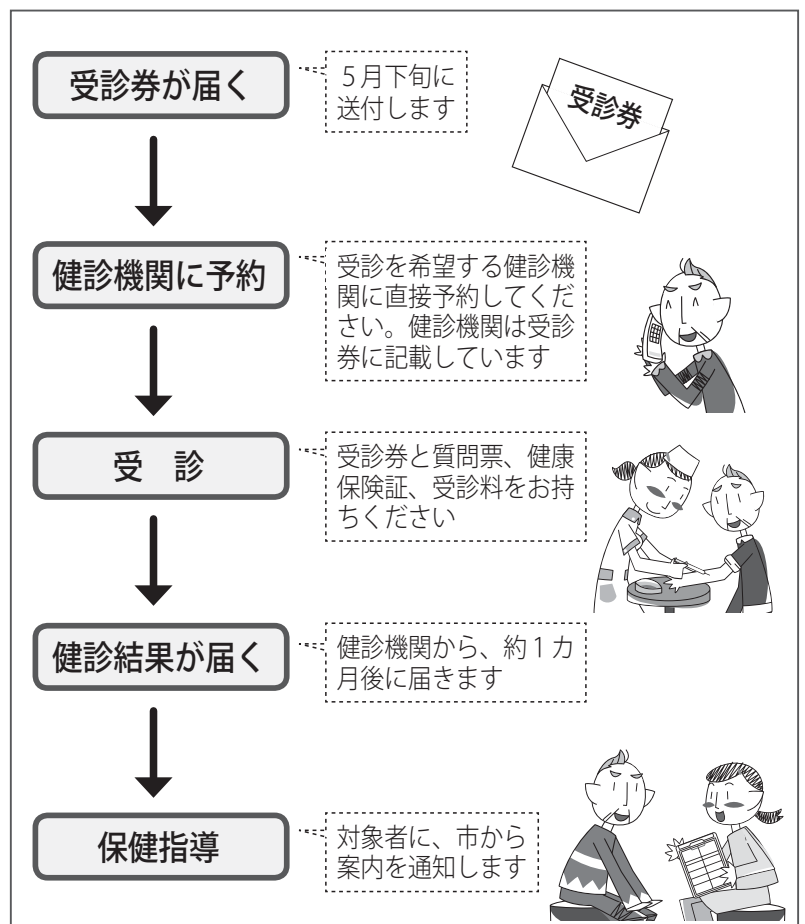 受診券が届く
５月下旬に
送付します
受診券
健診機関に予約
受診を希望する健診機
関に直接予約してくだ
さい。健診機関は受診
券に記載しています
受　診
受診券と質問票、健康
保険証、受診料をお持
ちください
健診結果が届く
健診機関から、約１カ
月後に届きます
保健指導
対象者に、市から
案内を通知します